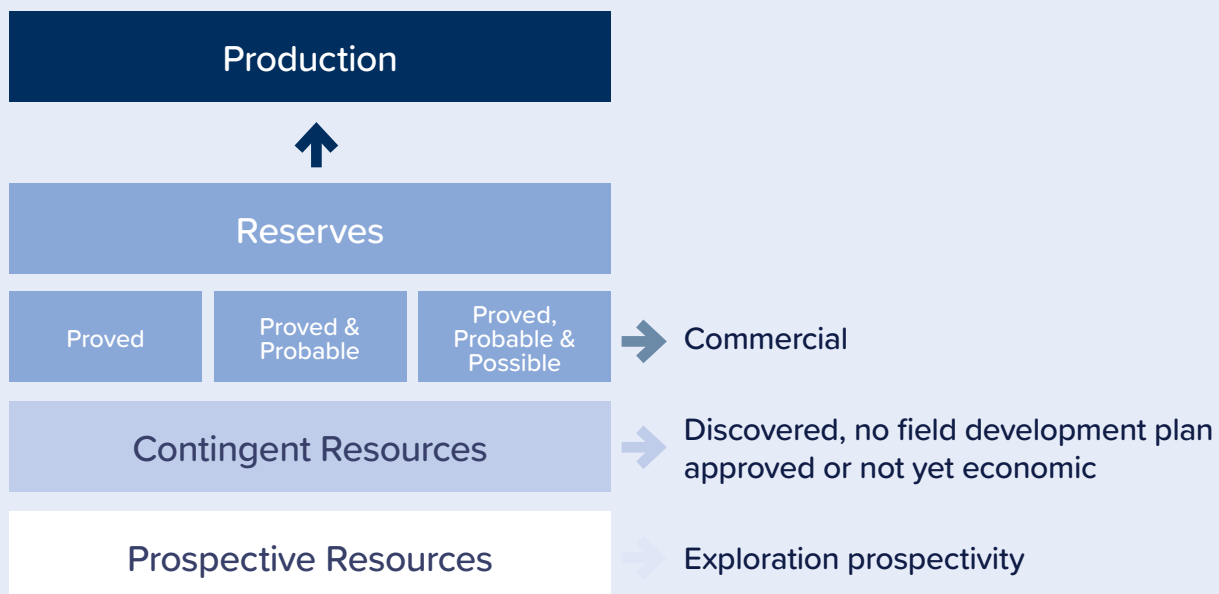 Production
Reserves
Proved
Proved &
Probable
Proved,
Probable &
Possible
Commercial
Contingent Resources
Discovered, no field development plan
approved or not yet economic
Prospective Resources
Exploration prospectivity